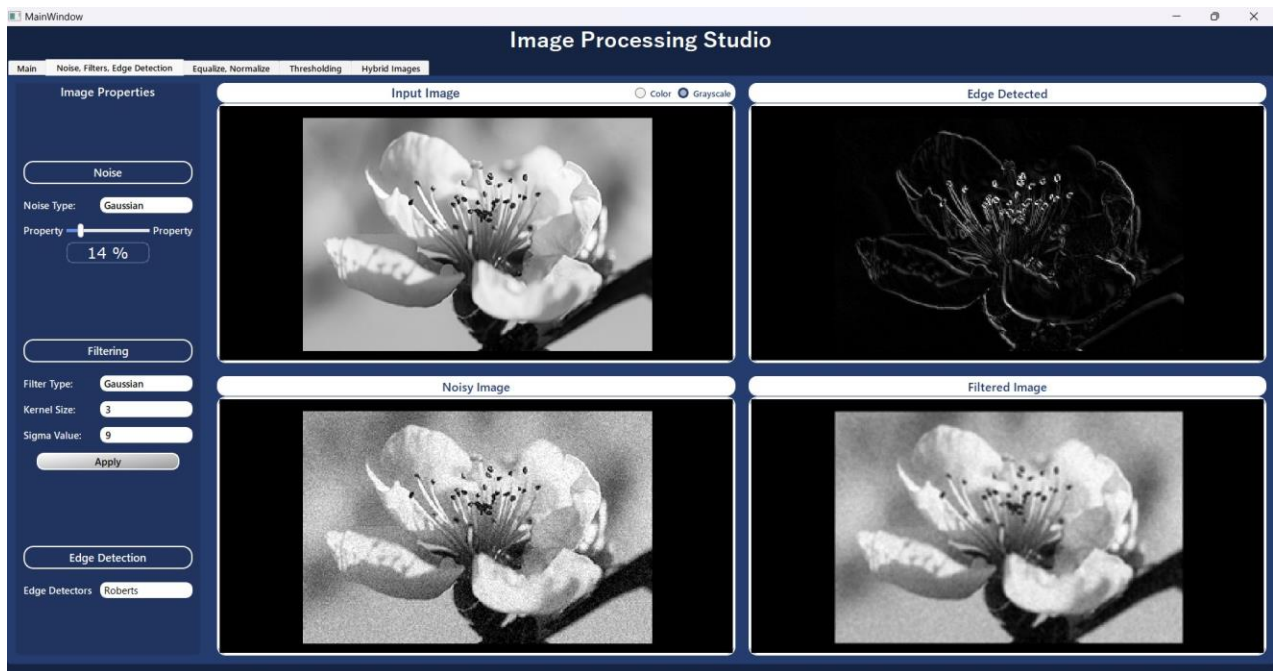 MainWindow
Image Processing Studio
Main Noise, Filters, Edge Detection Equalize, Normalize Thresholding Hybrid Images
Image Properties
Noise
Noise Type: Gaussian
Property Property
14 %
Filtering
Filter Type: Gaussian
Kernel Size: 3
Sigma Value: 9
Apply
Edge Detection
Edge Detectors Roberts
Input Image Color Grayscale
Edge Detected
Noisy Image
Filtered Image